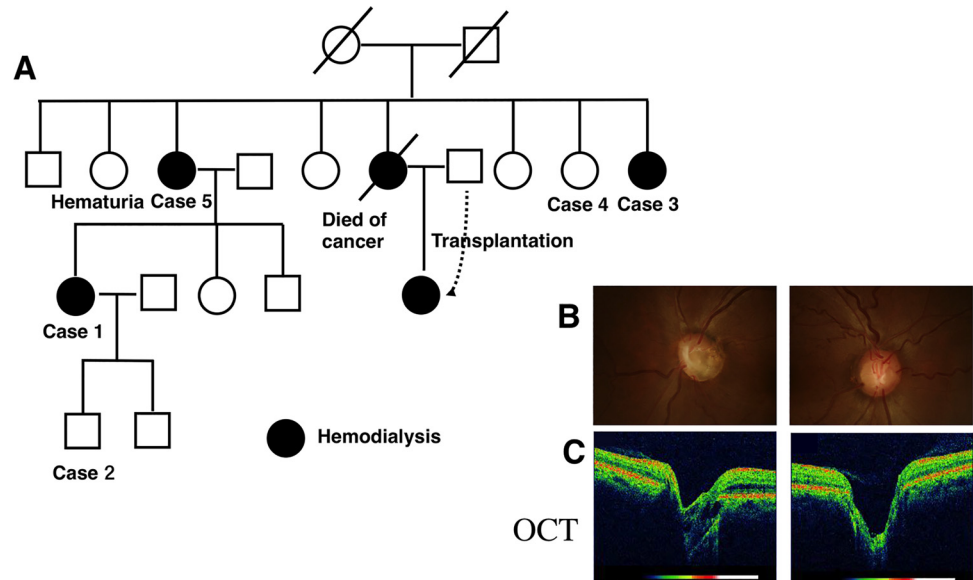 A
Hematuria
Case 5
Died of
cancer
Case 4
Case 3
Transplantation
Case 1
Case 2
Hemodialysis
B
C
OCT